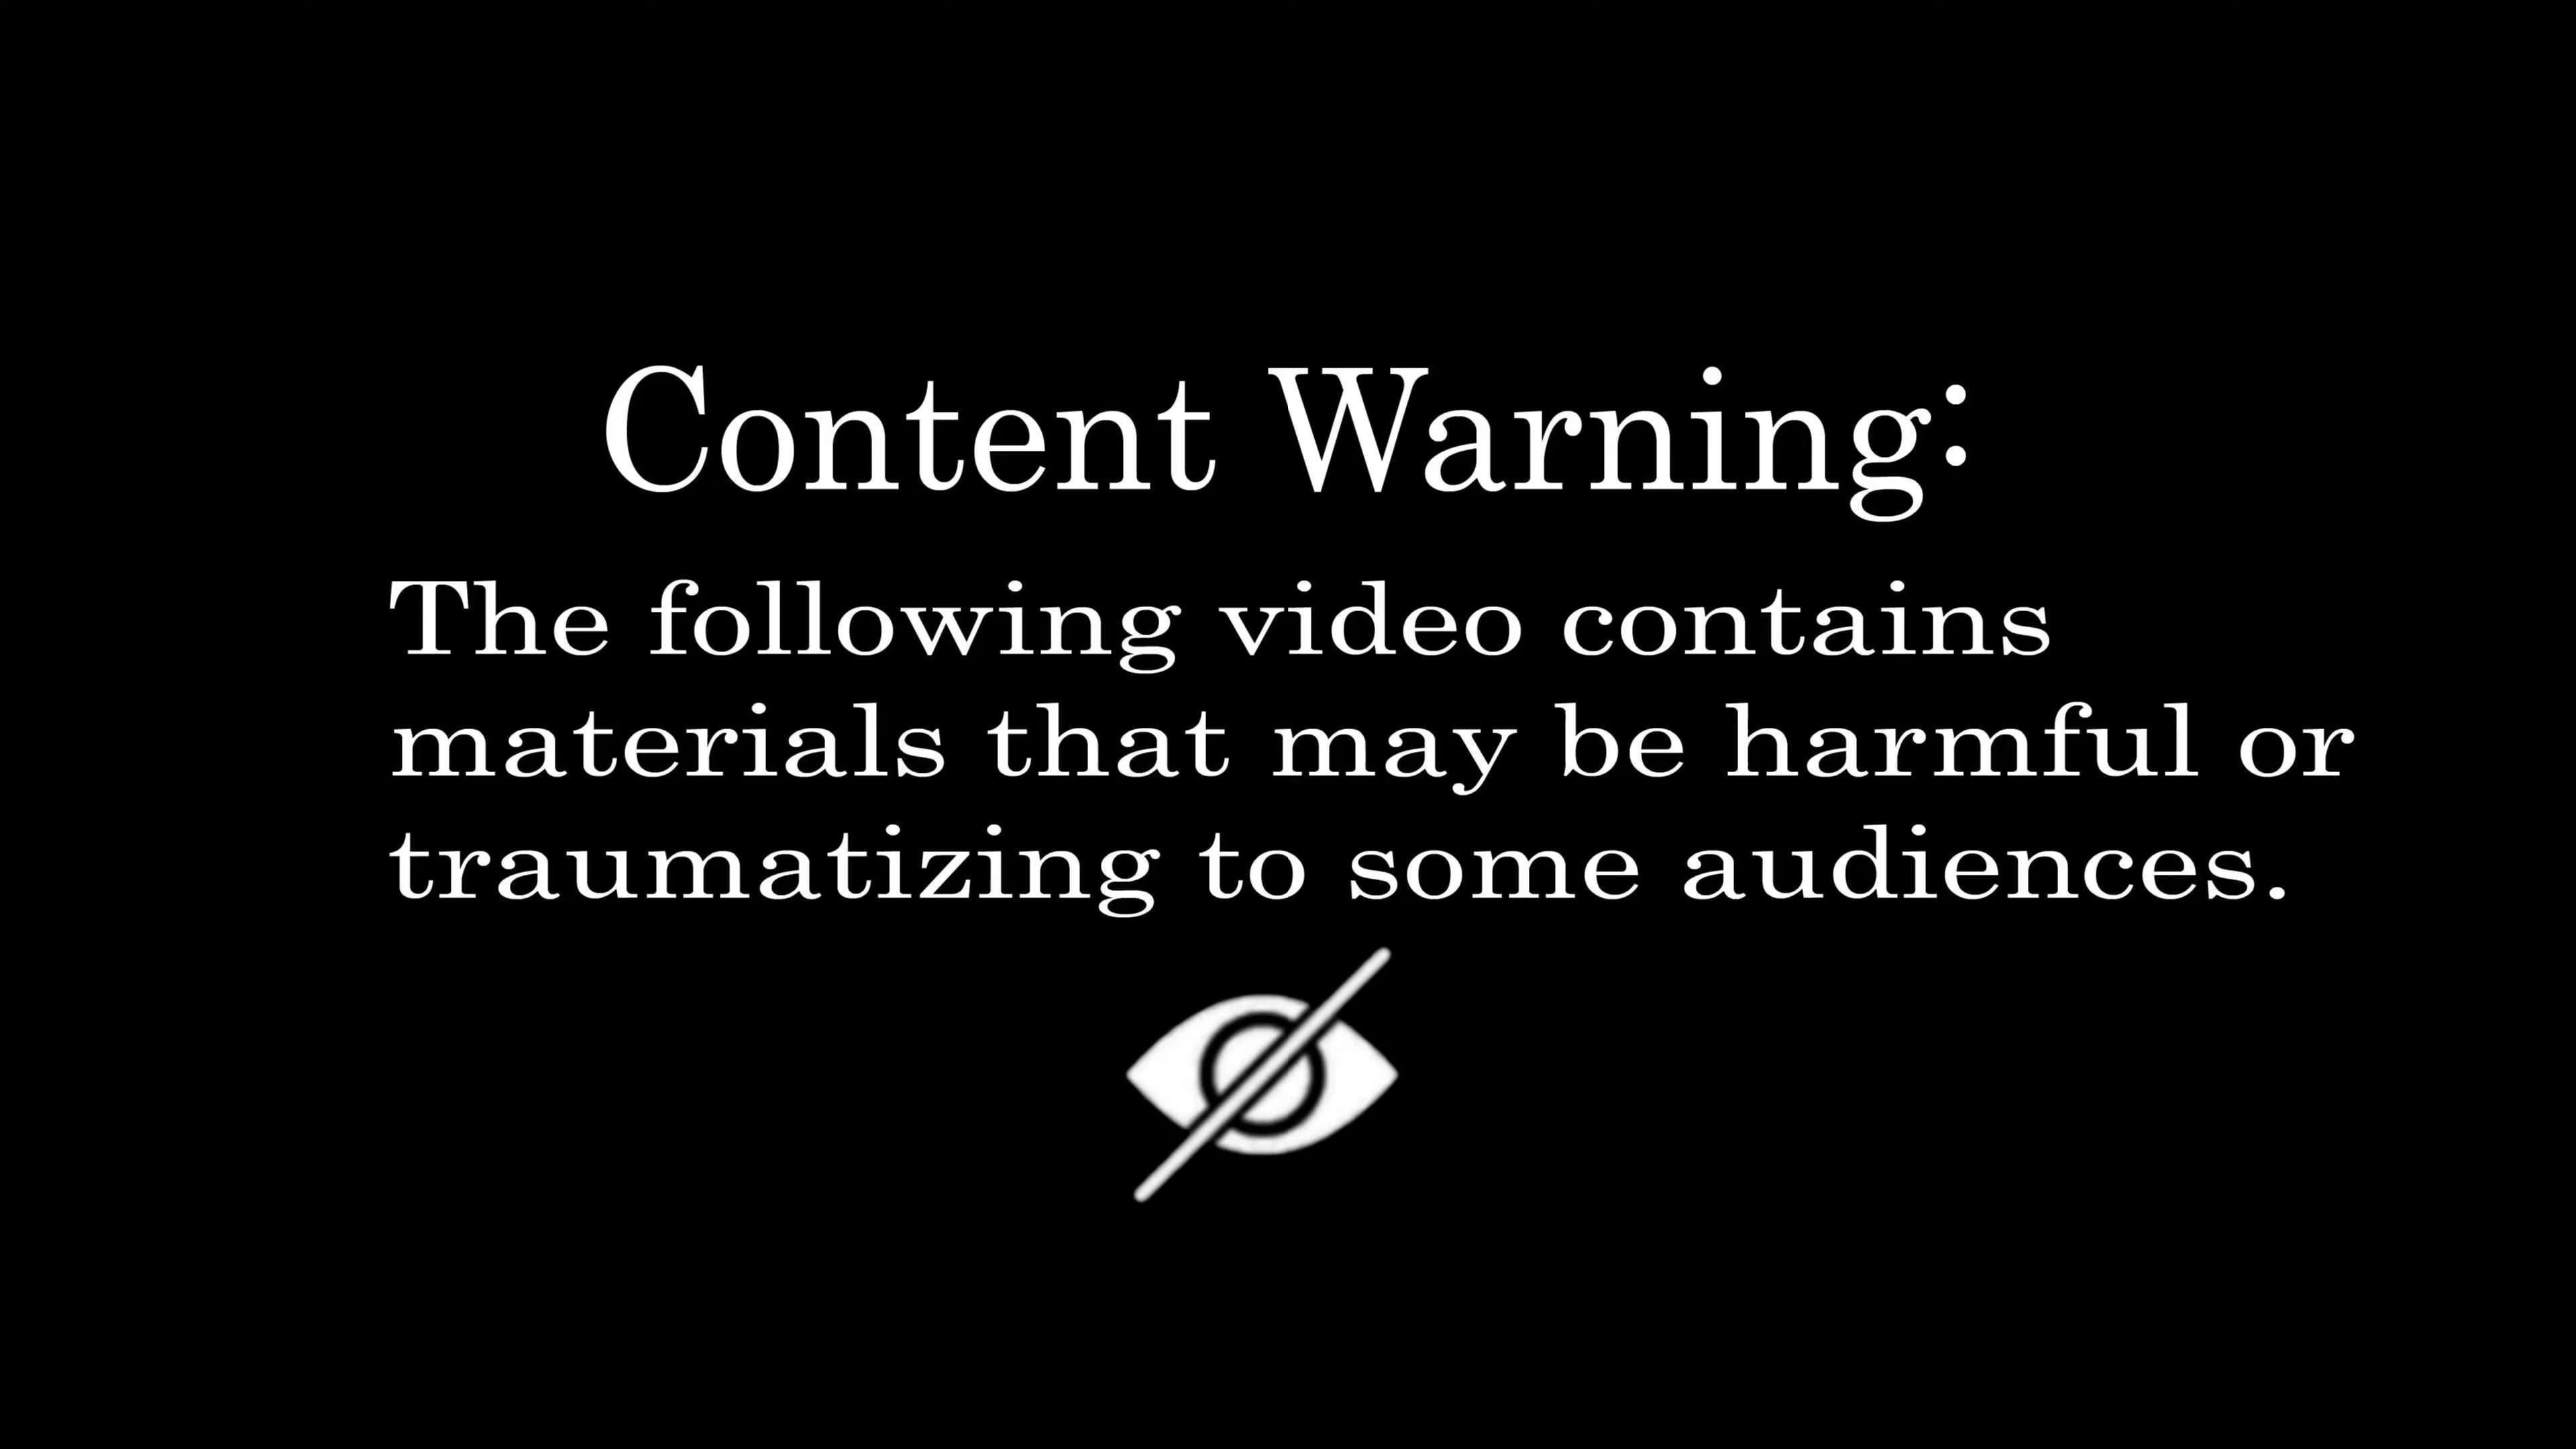 Content Warning:
The following video contains
materials that may be harmful or
traumatizing to some audiences.